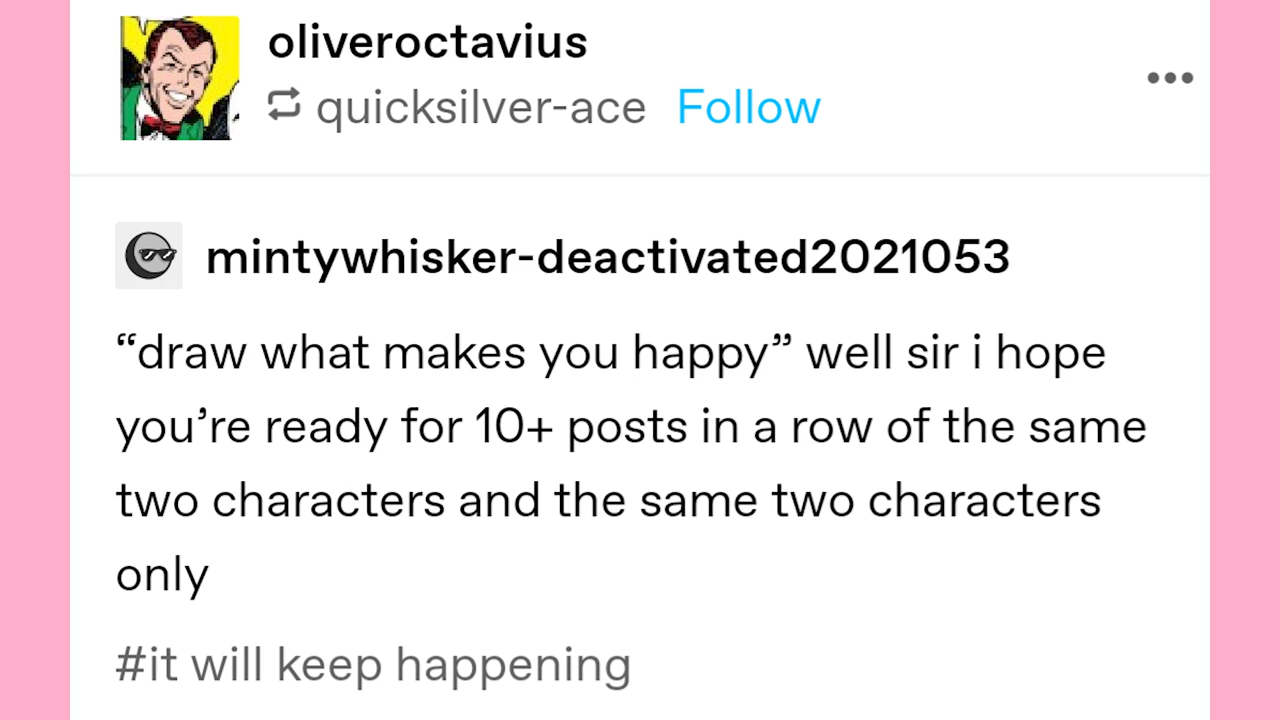 oliveroctavius
quicksilver-ace Follow
mintywhisker-deactivated2021053
“draw what makes you happy” well sir i hope
you’re ready for 10+ posts in a row of the same
two characters and the same two characters
only
#it will keep happening